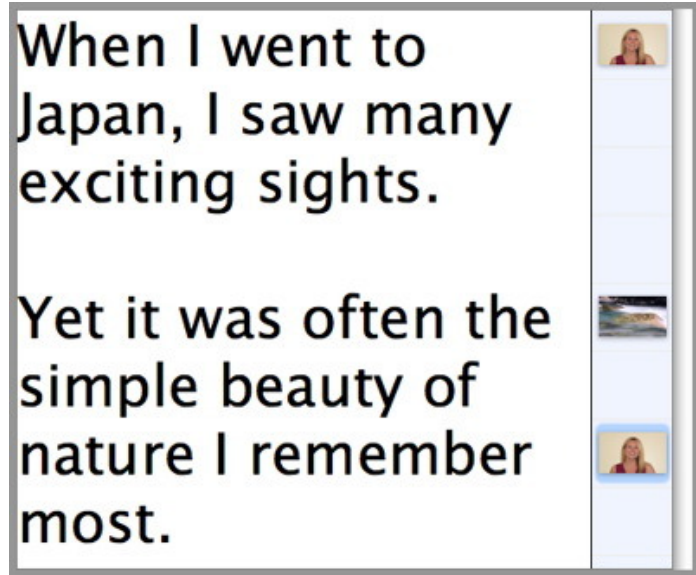 When I went to
Japan, I saw many
exciting sights.
Yet it was often the
simple beauty of
nature I remember
most.